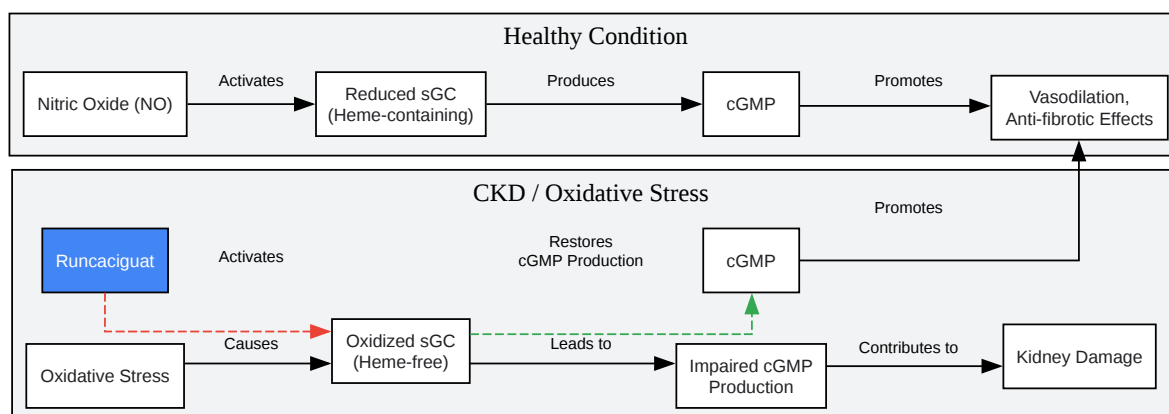 Healthy Condition
Activates
Produces
Promotes
Nitric Oxide (NO)
Reduced sGC
(Heme-containing)
cGMP
Vasodilation,
Anti-fibrotic Effects
CKD / Oxidative Stress
Promotes
Runcaciguat
Activates
Restores
cGMP Production
cGMP
Causes
Oxidized sGC
(Heme-free)
Leads to
Contributes to
Oxidative Stress
Impaired cGMP
Production
Kidney Damage